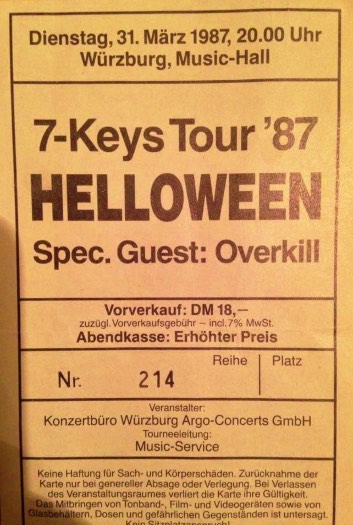 Dienstag, 31. März 1987, 20.00 Uhr
Würzburg, Music-Hall
7-Keys Tour '87
HELLOWEEN
Spec. Guest: Overkill
Vorverkauf: DM 18,—
zuzügl. Vorverkaufsgebühr – incl. 7% MwSt.
Abendkasse: Erhöhter Preis
Reihe Platz
Nr. 214
Veranstalter:
Konzertbüro Würzburg Argo-Concerts GmbH
Tourneeleitung:
Music-Service
Keine Haftung für Sach- und Körperschäden. Zurücknahme der
Karte nur bei genereller Absage oder Verlegung. Bei Verlassen
des Veranstaltungsraumes verliert die Karte ihre Gültigkeit.
Das Mitbringen von Tonband-, Film- und Videogeräten sowie von
Glasbehältern, Dosen und gefährlichen Gegenständen ist untersagt.
Kein Sitzplatzanspruch!